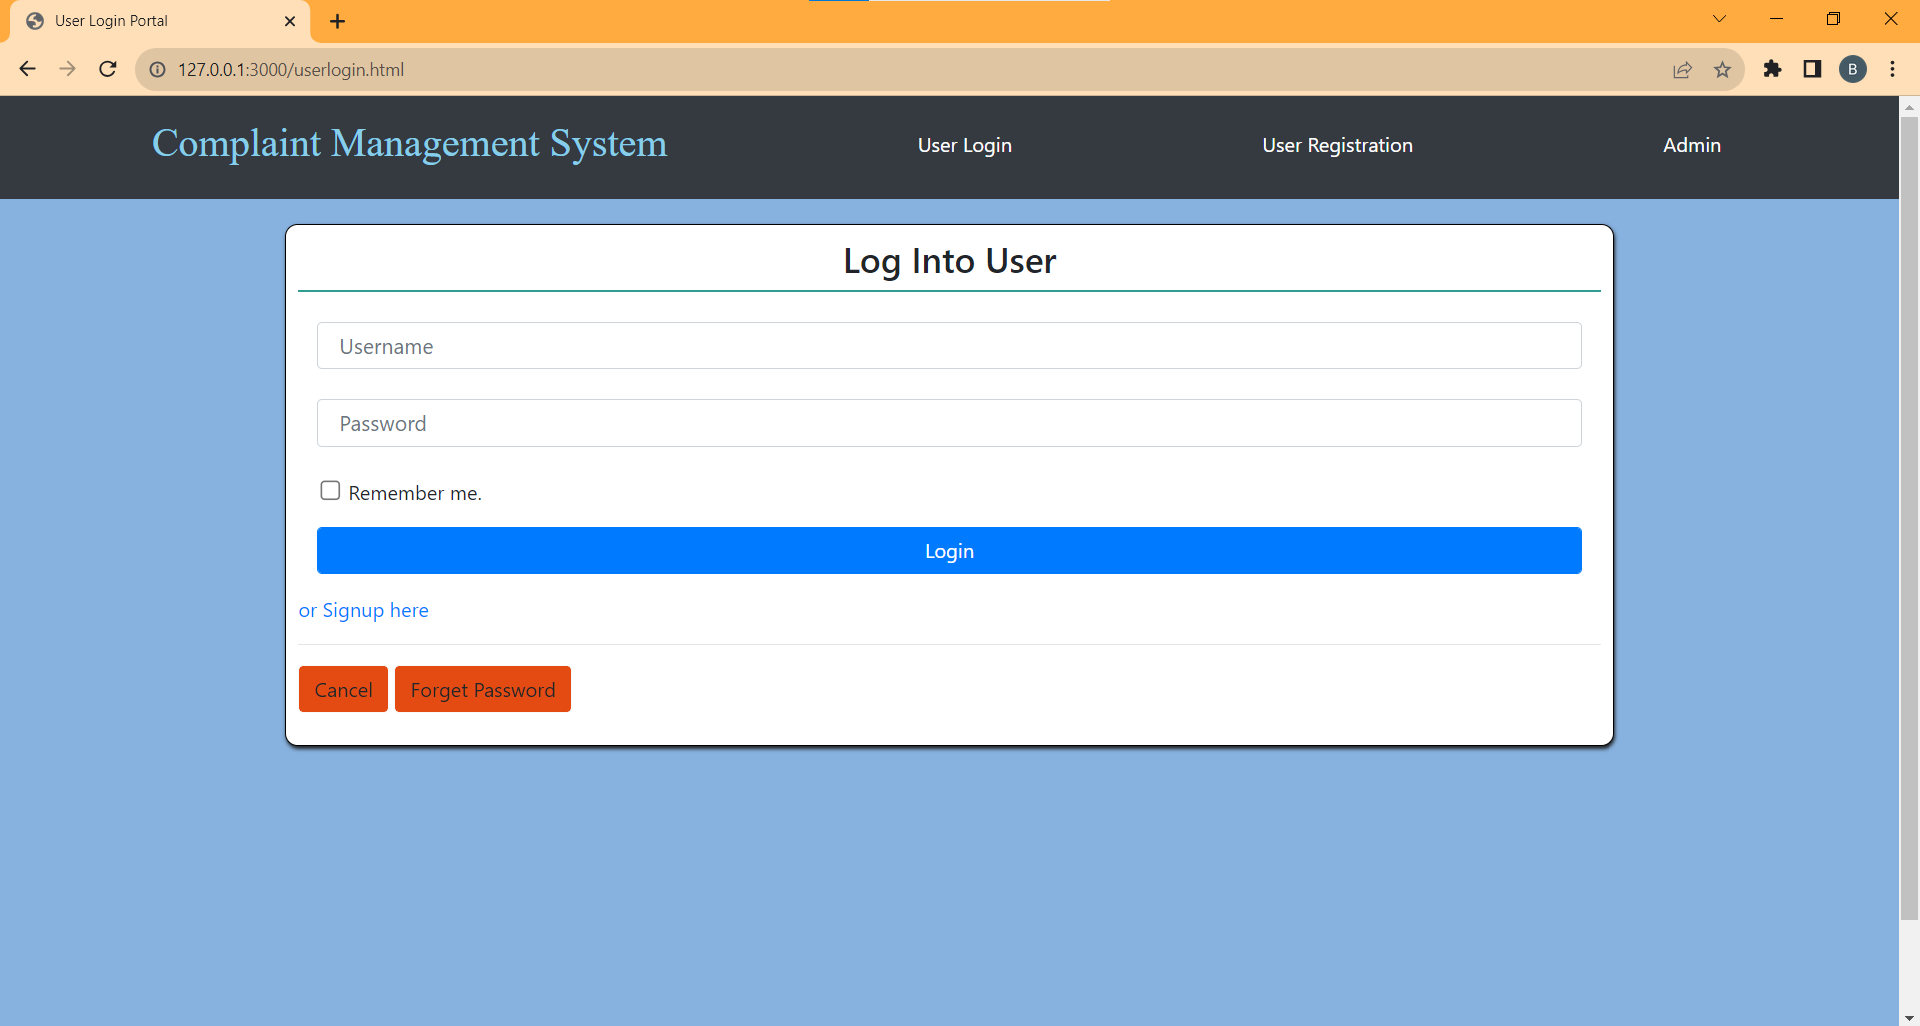 User Login Portal
127.0.0.1:3000/userlogin.html
B
Complaint Management System User Login User Registration Admin
Log Into User
Username
Password
Remember me.
Login
or Signup here
Cancel Forget Password